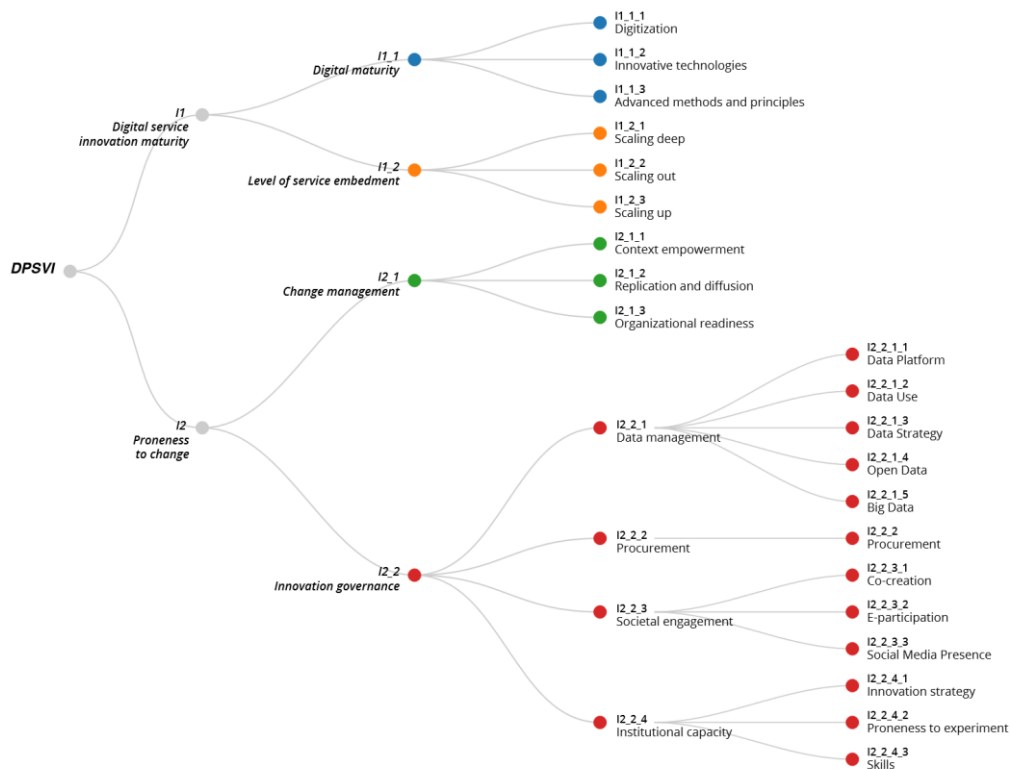 DPSVI
I1
Digital service
innovation maturity
I1_1
Digital maturity
I1_1_1
Digitization
I1_1_2
Innovative technologies
I1_1_3
Advanced methods and principles
I1_2
Level of service embedment
I1_2_1
Scaling deep
I1_2_2
Scaling out
I1_2_3
Scaling up
I2
Proneness
to change
I2_1
Change management
I2_1_1
Context empowerment
I2_1_2
Replication and diffusion
I2_1_3
Organizational readiness
I2_2
Innovation governance
I2_2_1
Data management
I2_2_1_1
Data Platform
I2_2_1_2
Data Use
I2_2_1_3
Data Strategy
I2_2_1_4
Open Data
I2_2_1_5
Big Data
I2_2_2
Procurement
I2_2_2
Procurement
I2_2_3
Societal engagement
I2_2_3_1
Co-creation
I2_2_3_2
E-participation
I2_2_3_3
Social Media Presence
I2_2_4
Institutional capacity
I2_2_4_1
Innovation strategy
I2_2_4_2
Proneness to experiment
I2_2_4_3
Skills